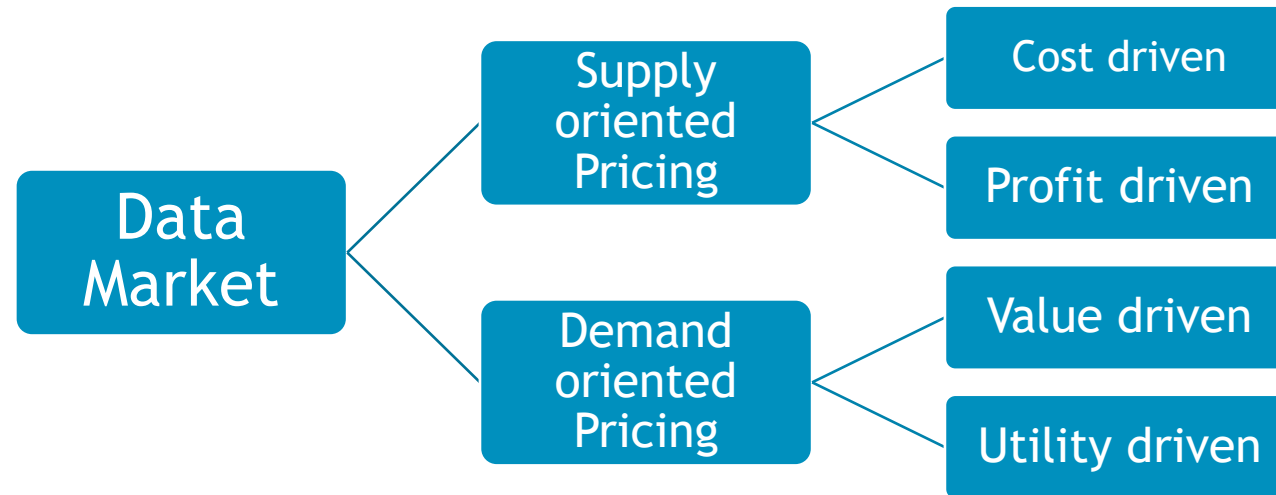 Data
Market
Supply
oriented
Pricing
Demand
oriented
Pricing
Cost driven
Profit driven
Value driven
Utility driven